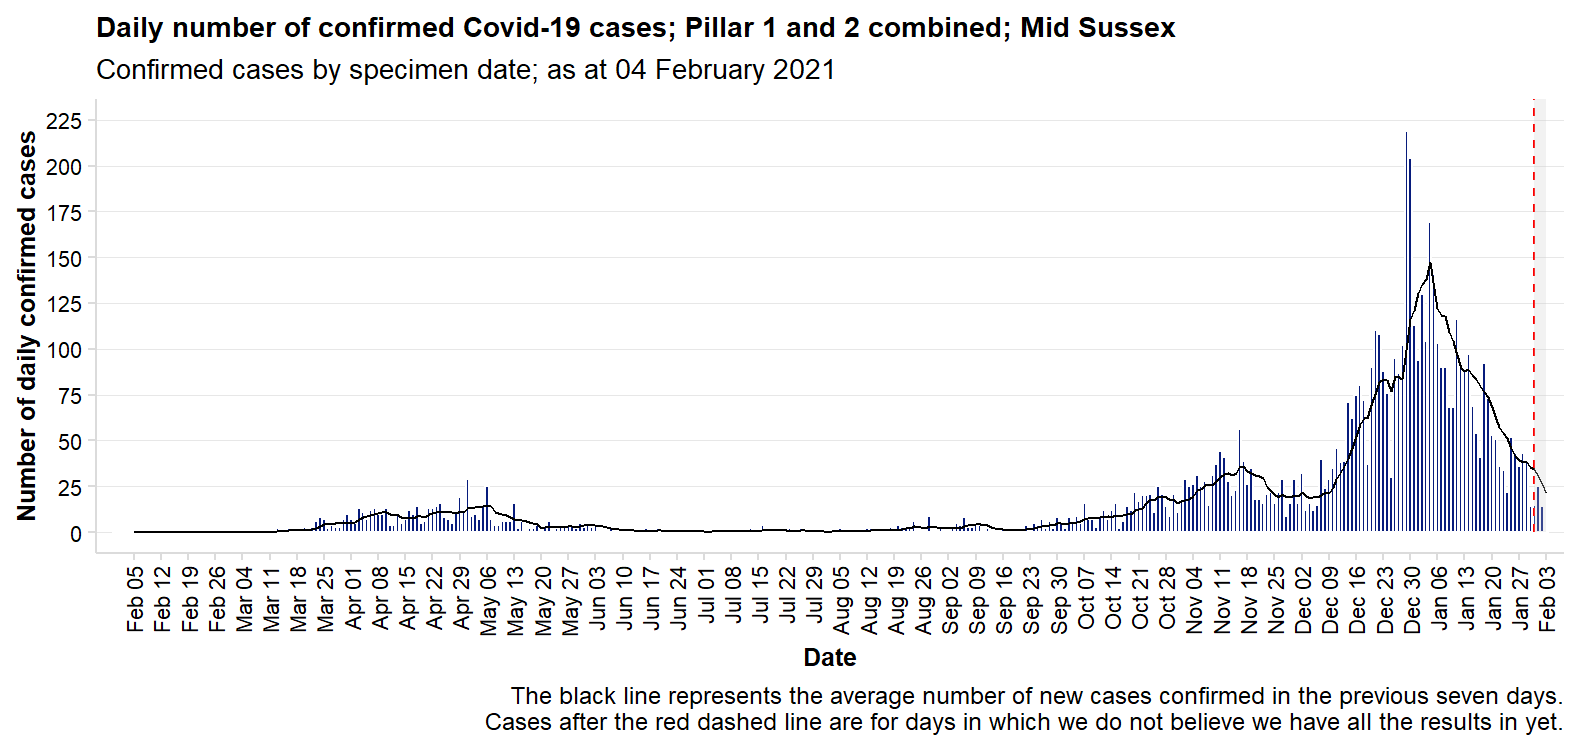 Daily number of confirmed Covid-19 cases; Pillar 1 and 2 combined; Mid Sussex
Confirmed cases by specimen date; as at 04 February 2021
Number of daily confirmed cases
225
200
175
150
125
100
75
50
25
0
Feb 05
Feb 12
Feb 19
Feb 26
Mar 04
Mar 11
Mar 18
Mar 25
Apr 01
Apr 08
Apr 15
Apr 22
Apr 29
May 06
May 13
May 20
May 27
Jun 03
Jun 10
Jun 17
Jun 24
Jul 01
Jul 08
Jul 15
Jul 22
Jul 29
Aug 05
Aug 12
Aug 19
Aug 26
Sep 02
Sep 09
Sep 16
Sep 23
Sep 30
Oct 07
Oct 14
Oct 21
Oct 28
Nov 04
Nov 11
Nov 18
Nov 25
Dec 02
Dec 09
Dec 16
Dec 23
Dec 30
Jan 06
Jan 13
Jan 20
Jan 27
Feb 03
Date
The black line represents the average number of new cases confirmed in the previous seven days.
Cases after the red dashed line are for days in which we do not believe we have all the results in yet.